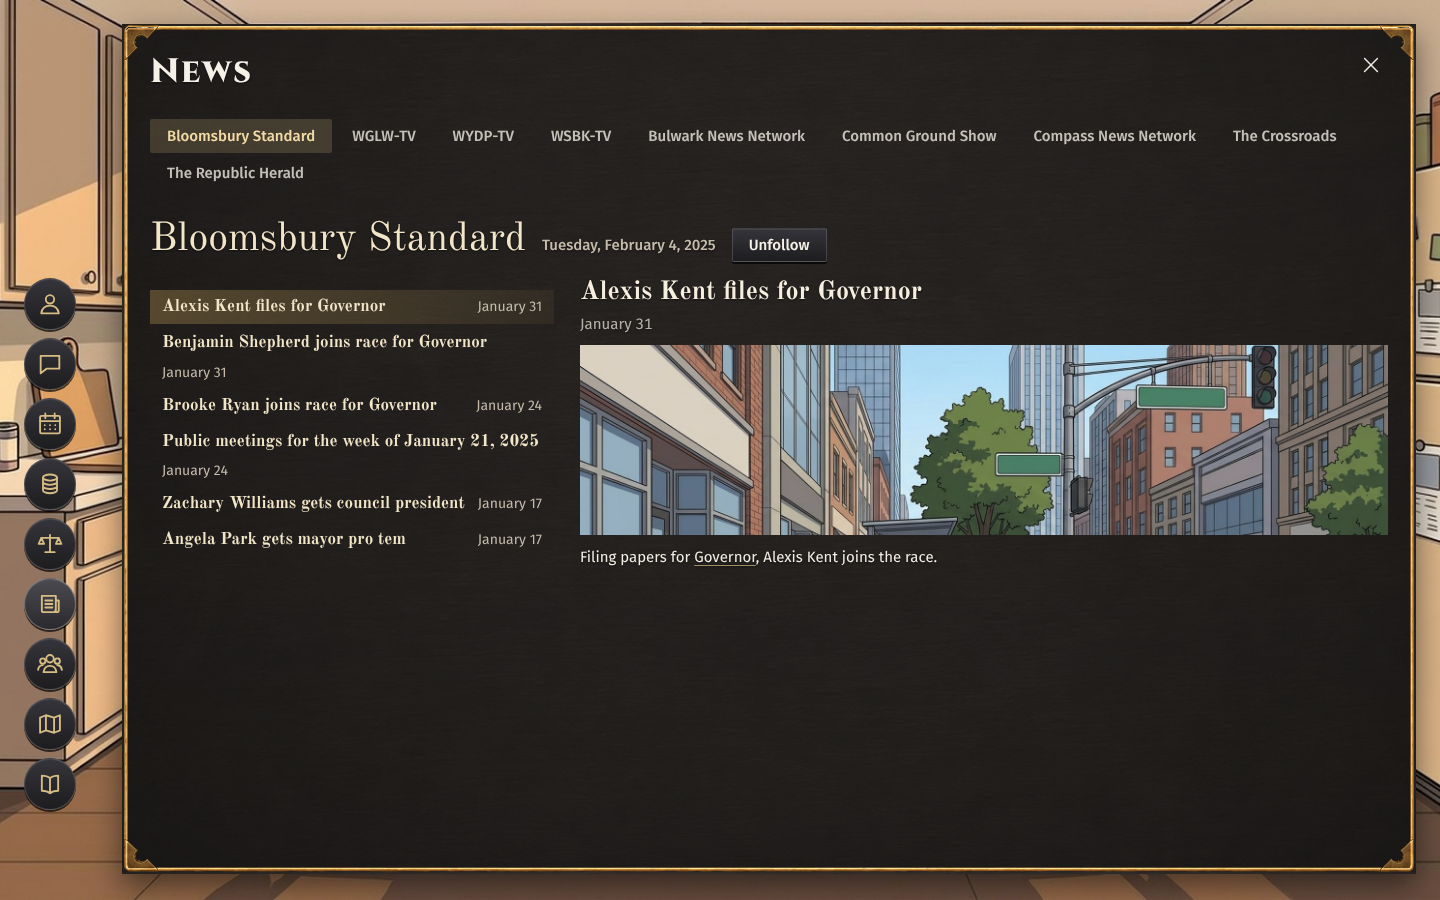 News
Bloomsbury Standard
WGLW-TV
WYDP-TV
WSBK-TV
Bulwark News Network
Common Ground Show
Compass News Network
The Crossroads
The Republic Herald
Bloomsbury Standard
Tuesday, February 4, 2025
Unfollow
Alexis Kent files for Governor
January 31
Benjamin Shepherd joins race for Governor
January 31
Brooke Ryan joins race for Governor
January 24
Public meetings for the week of January 21, 2025
January 24
Zachary Williams gets council president
January 17
Angela Park gets mayor pro tem
January 17
Alexis Kent files for Governor
January 31
Filing papers for Governor, Alexis Kent joins the race.